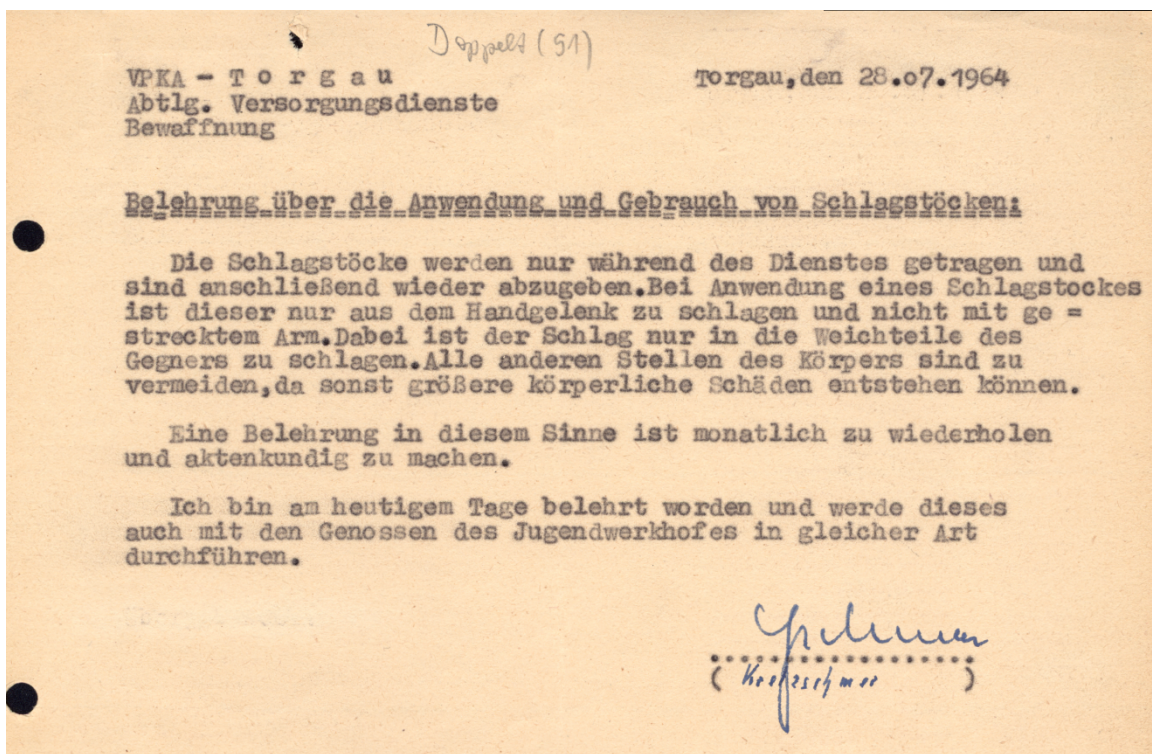 Doppelt (91)
VPKA - T o r g a u Torgau,den 28.o7.1964
Abtlg. Versorgungsdienste
Bewaffnung
Belehrung über die Anwendung und Gebrauch von Schlagstöcken:
Die Schlagstöcke werden nur während des Dienstes getragen und
sind anschließend wieder abzugeben.Bei Anwendung eines Schlagstockes
ist dieser nur aus dem Handgelenk zu schlagen und nicht mit ge =
strecktem Arm.Dabei ist der Schlag nur in die Weichteile des
Gegners zu schlagen.Alle anderen Stellen des Körpers sind zu
vermeiden,da sonst größere körperliche Schäden entstehen können.
Eine Belehrung in diesem Sinne ist monatlich zu wiederholen
und aktenkundig zu machen.
Ich bin am heutigem Tage belehrt worden und werde dieses
auch mit den Genossen des Jugendwerkhofes in gleicher Art
durchführen.
( Kretzschmer )